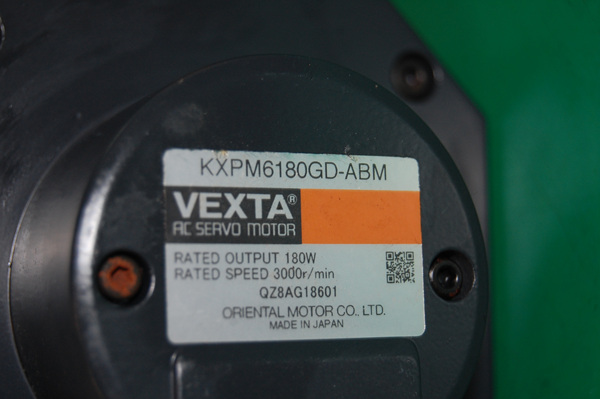 KXPM6180GD-ABM
VEXTA®
AC SERVO MOTOR
RATED OUTPUT 180W
RATED SPEED 3000r/min
QZ8AG18601
ORIENTAL MOTOR CO., LTD.
MADE IN JAPAN